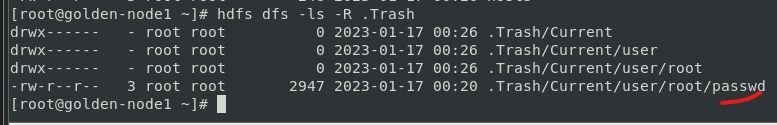 [root@golden-node1 ~]# hdfs dfs -ls -R .Trash
drwx------   - root root          0 2023-01-17 00:26 .Trash/Current
drwx------   - root root          0 2023-01-17 00:26 .Trash/Current/user
drwx------   - root root          0 2023-01-17 00:26 .Trash/Current/user/root
-rw-r--r--   3 root root       2947 2023-01-17 00:20 .Trash/Current/user/root/passwd
[root@golden-node1 ~]#